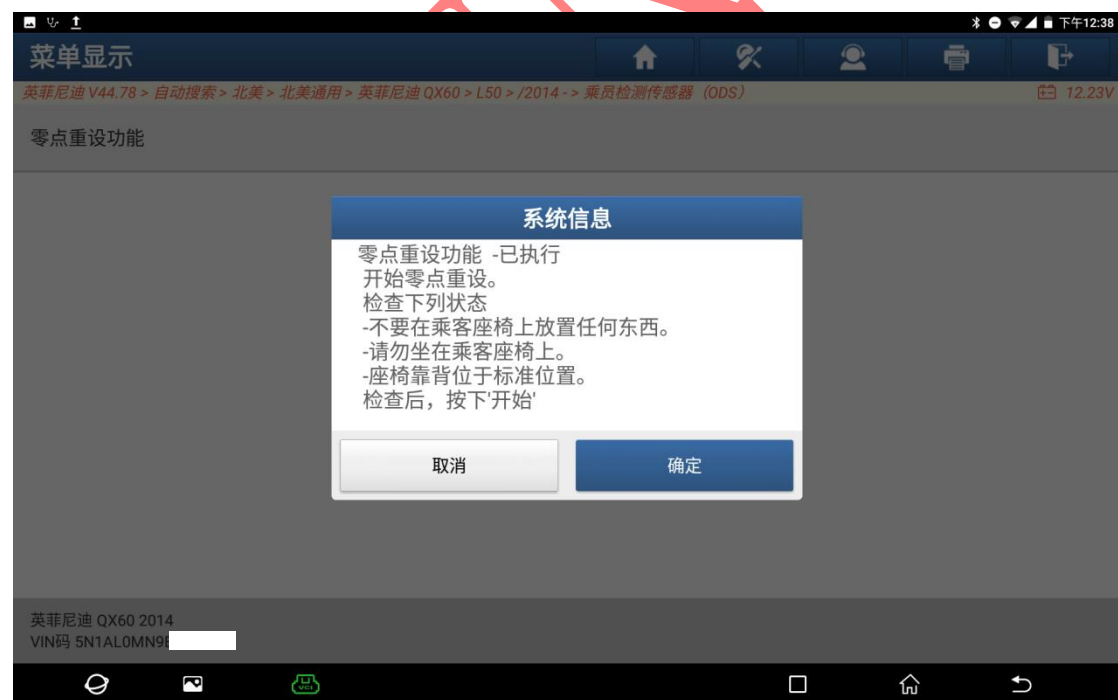 下午12:38
菜单显示
英菲尼迪 V44.78 > 自动搜索 > 北美 > 北美通用 > 英菲尼迪 QX60 > L50 > /2014 - > 乘员检测传感器（ODS） 12.23V
零点重设功能
系统信息
零点重设功能 -已执行
开始零点重设。
检查下列状态
-不要在乘客座椅上放置任何东西。
-请勿坐在乘客座椅上。
-座椅靠背位于标准位置。
检查后，按下'开始'
取消 确定
英菲尼迪 QX60 2014
VIN码 5N1AL0MN9
VCI